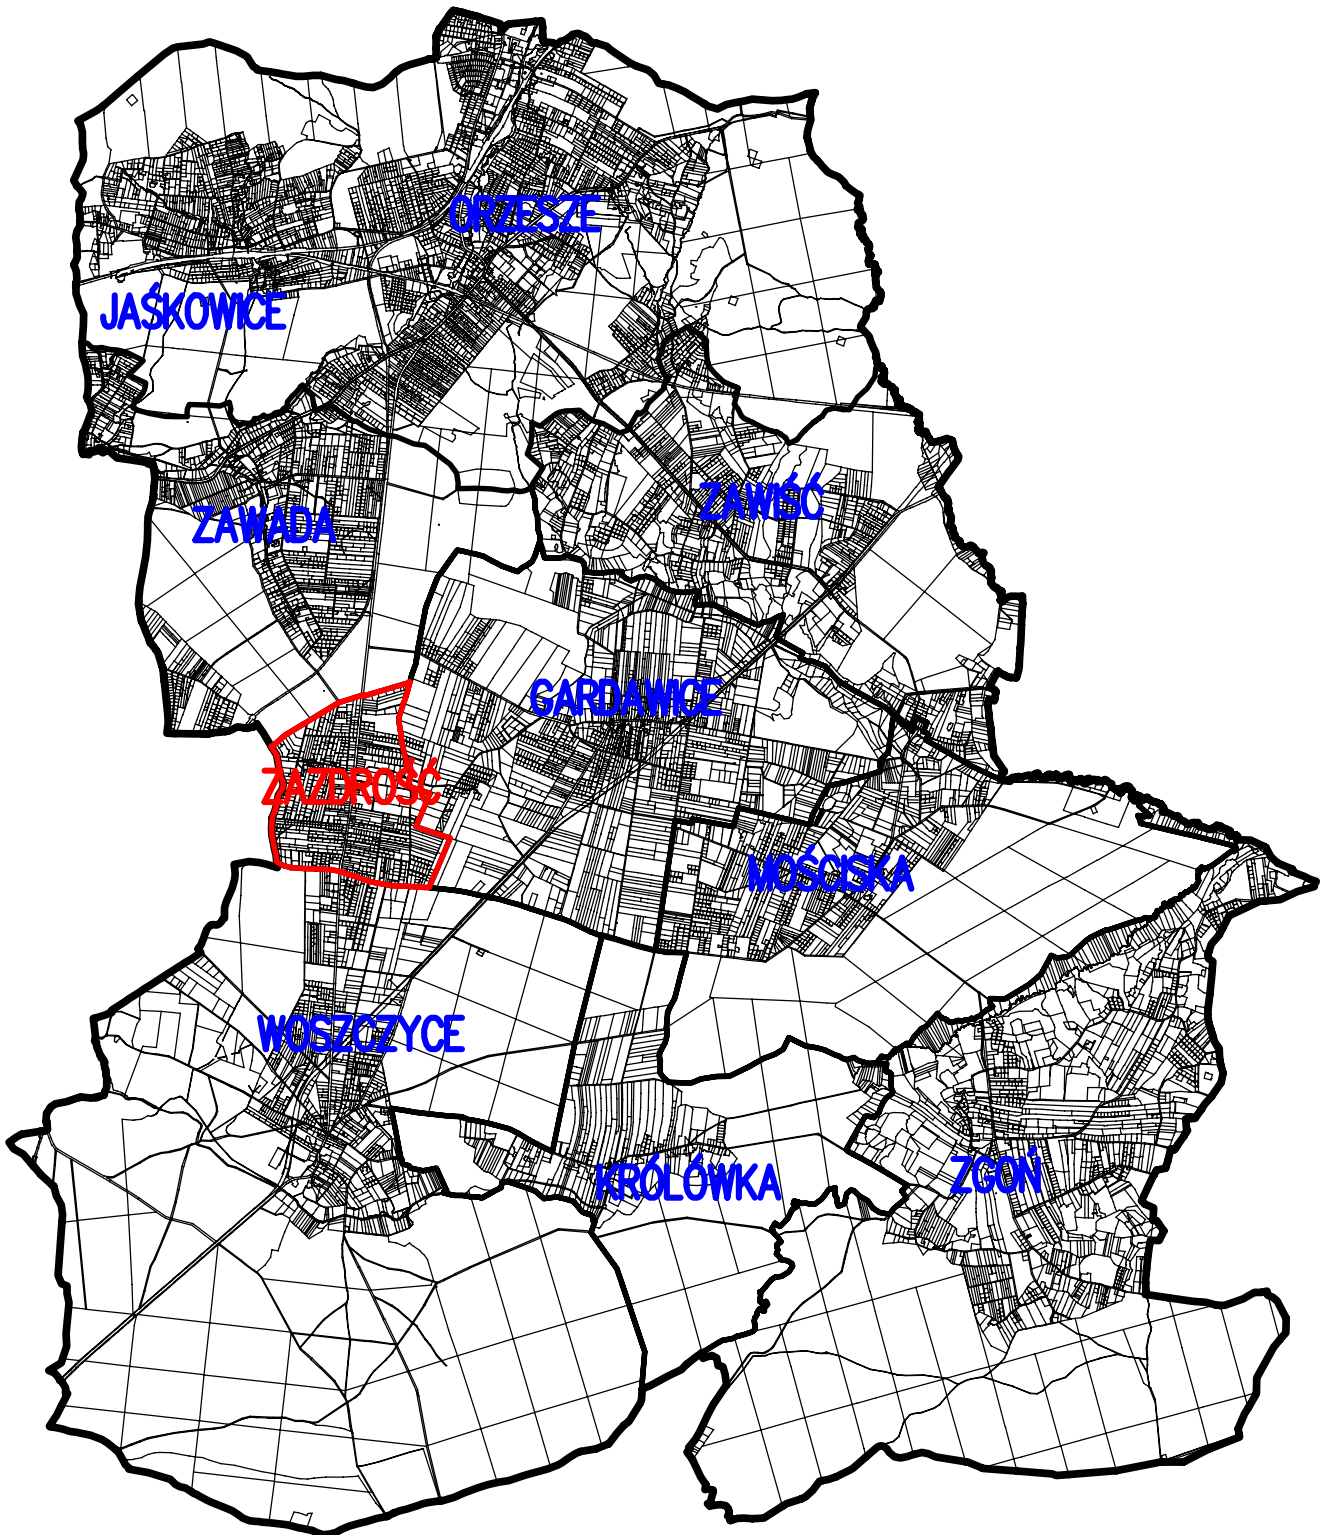 ORZESZE
JAŚKOWICE
ZAWIŚĆ
ZAWADA
GARDAWICE
ZAZDROŚĆ
MOŚCISKA
WOSZCZYCE
KRÓLÓWKA
ZGOŃ